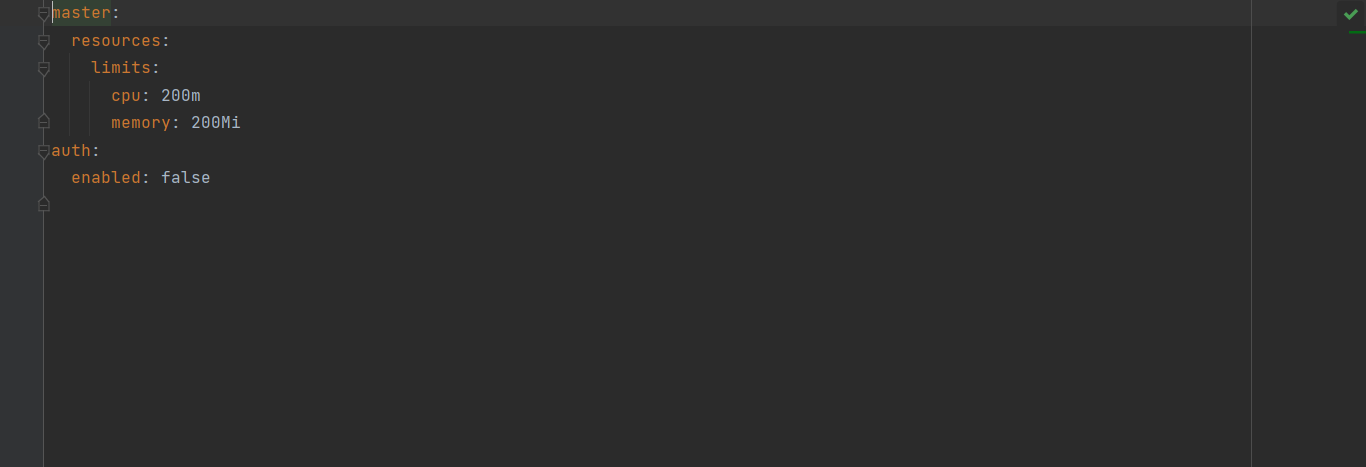 master:
  resources:
    limits:
      cpu: 200m
      memory: 200Mi
auth:
  enabled: false